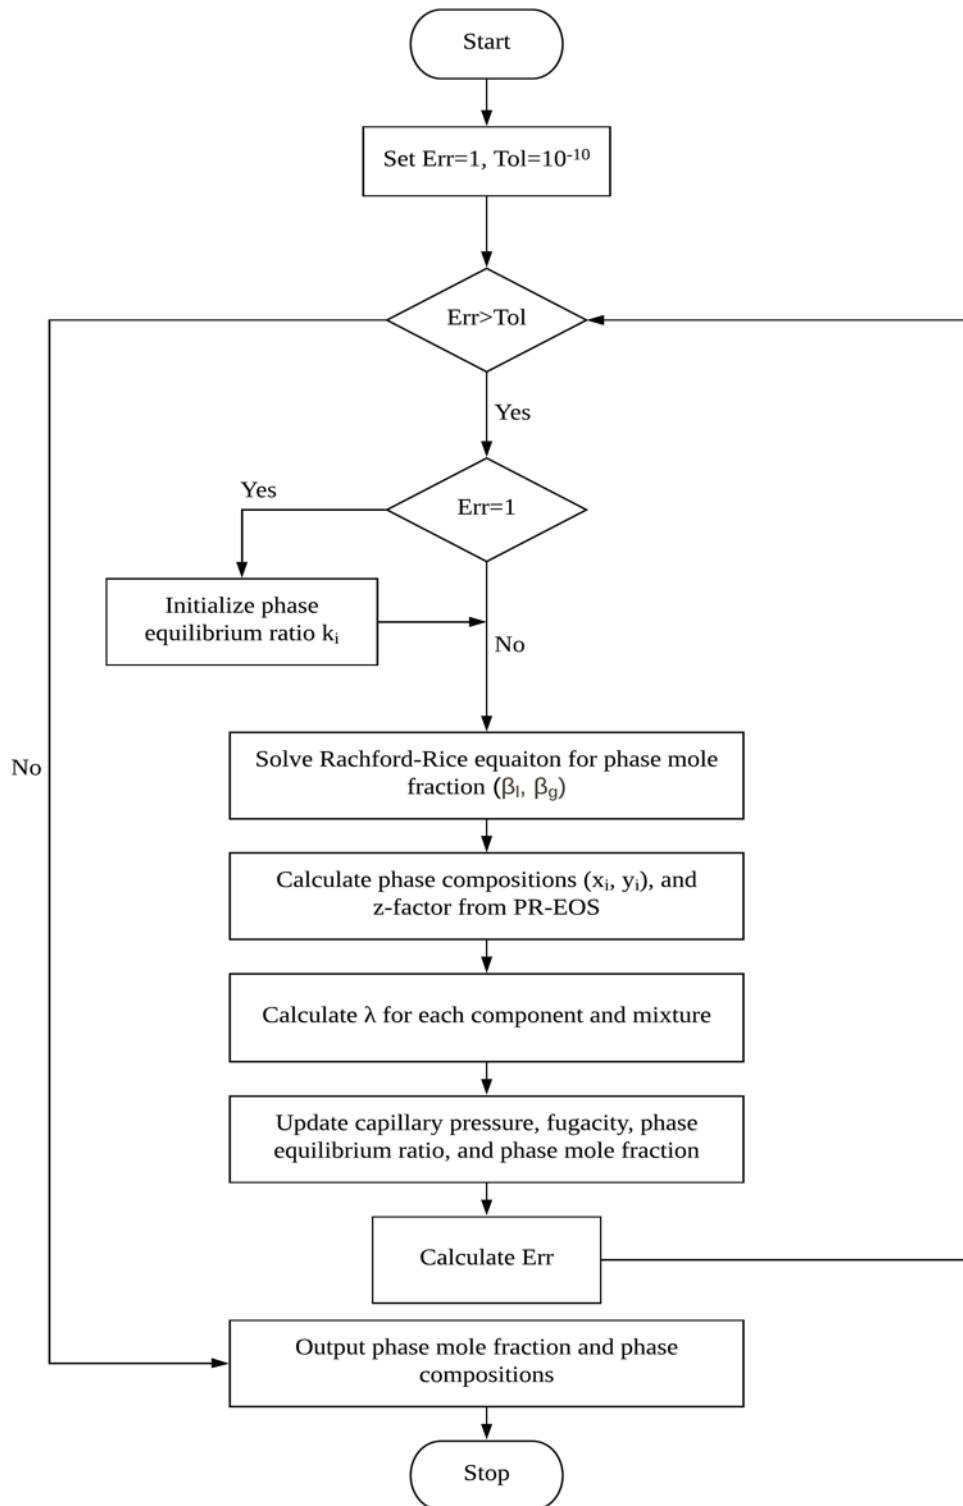 Start
Set Err=1, Tol=10⁻¹⁰
Err>Tol
Yes
Err=1
Yes
Initialize phase
equilibrium ratio kᵢ
No
Solve Rachford-Rice equaiton for phase mole
fraction (βₗ, β_g)
No
Calculate phase compositions (xᵢ, yᵢ), and
z-factor from PR-EOS
Calculate λ for each component and mixture
Update capillary pressure, fugacity, phase
equilibrium ratio, and phase mole fraction
Calculate Err
Output phase mole fraction and phase
compositions
Stop